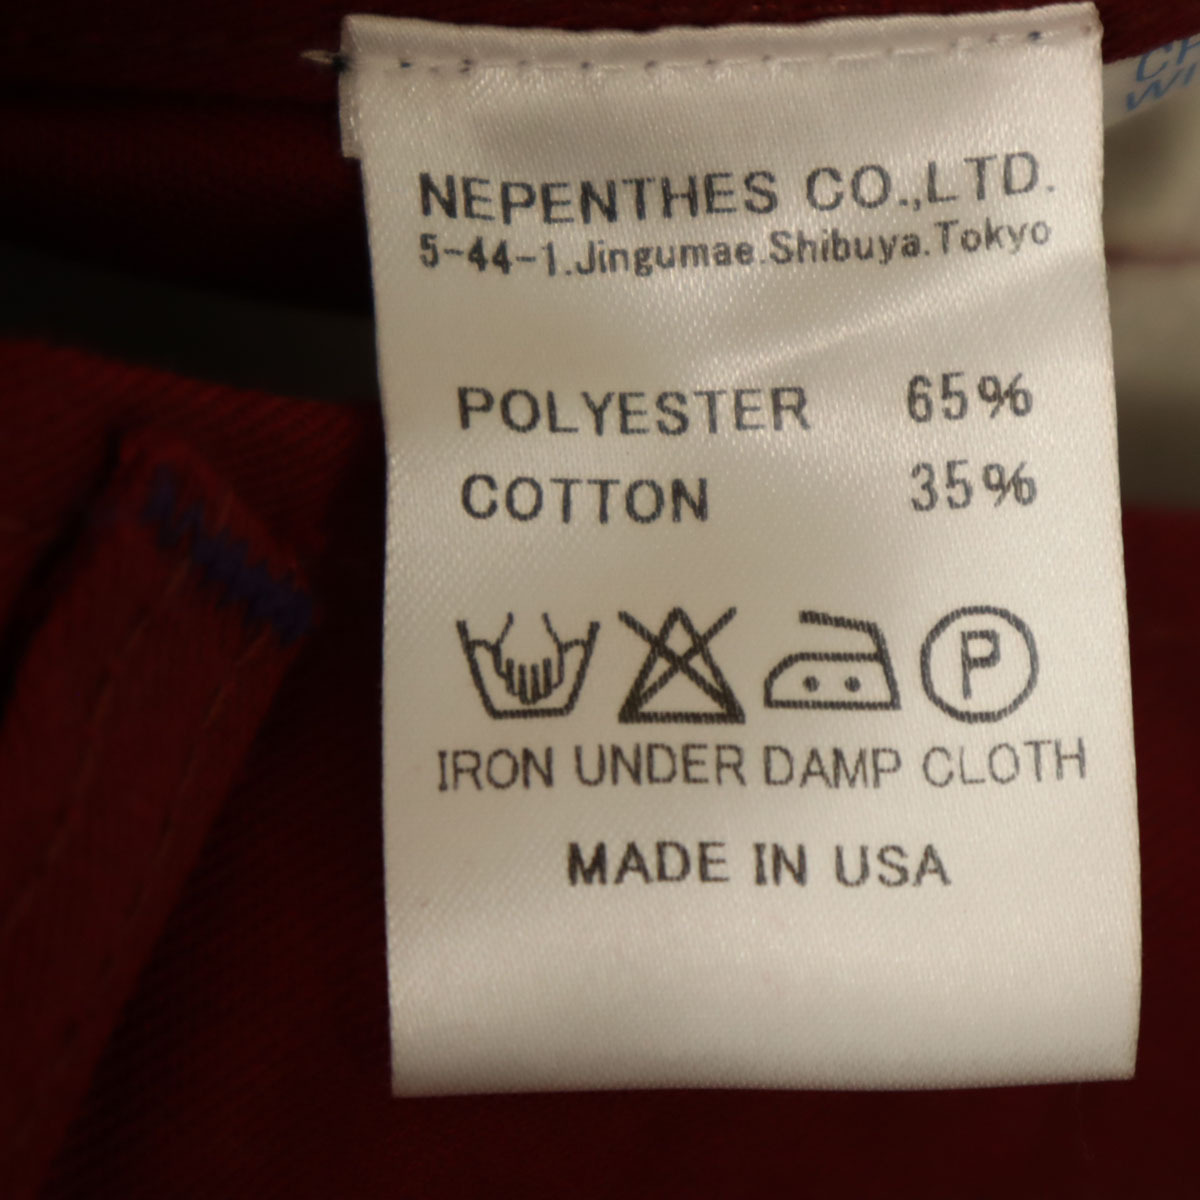 NEPENTHES CO.,LTD.
5-44-1.Jingumae.Shibuya.Tokyo
POLYESTER 65%
COTTON 35%
P
IRON UNDER DAMP CLOTH
MADE IN USA